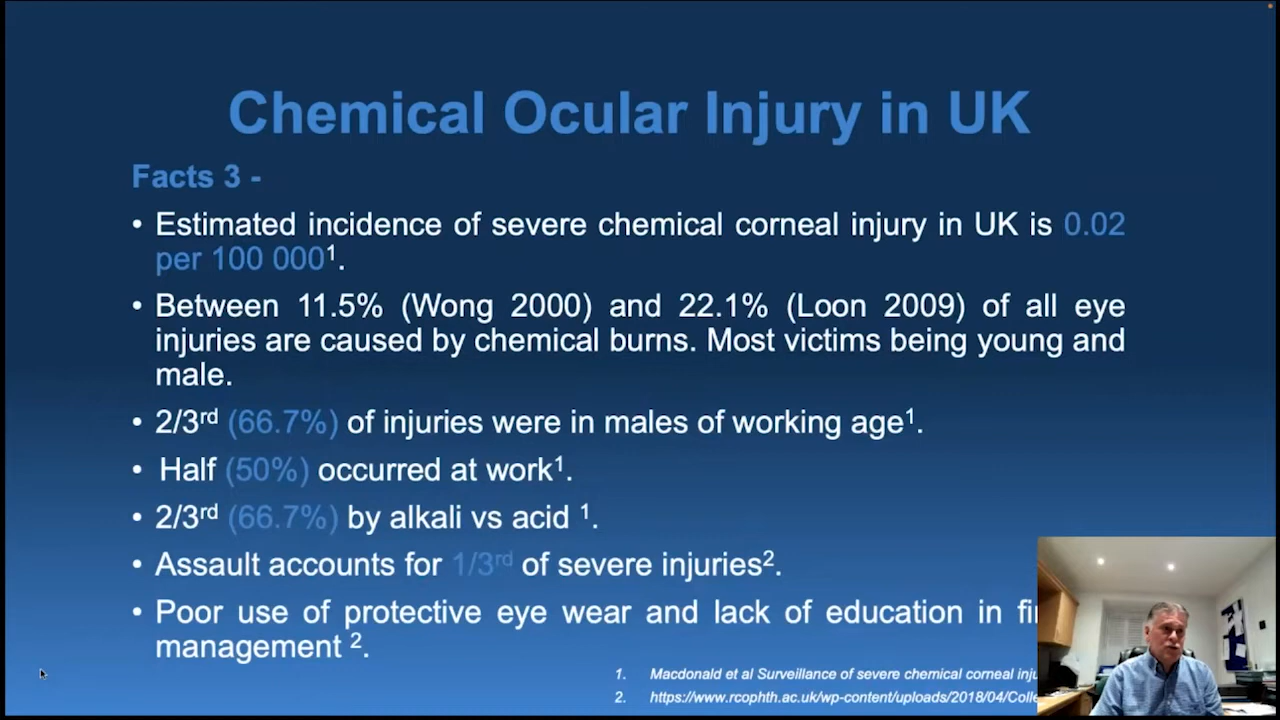 Chemical Ocular Injury in UK
Facts 3 -
• Estimated incidence of severe chemical corneal injury in UK is 0.02
per 100 000¹.
• Between 11.5% (Wong 2000) and 22.1% (Loon 2009) of all eye
injuries are caused by chemical burns. Most victims being young and
male.
• 2/3rd (66.7%) of injuries were in males of working age¹.
• Half (50%) occurred at work¹.
• 2/3rd (66.7%) by alkali vs acid ¹.
• Assault accounts for 1/3rd of severe injuries².
• Poor use of protective eye wear and lack of education in
management ².
1. Macdonald et al Surveillance of severe chemical corneal
2. https://www.rcophth.ac.uk/wp-content/uploads/2018/04/Colle